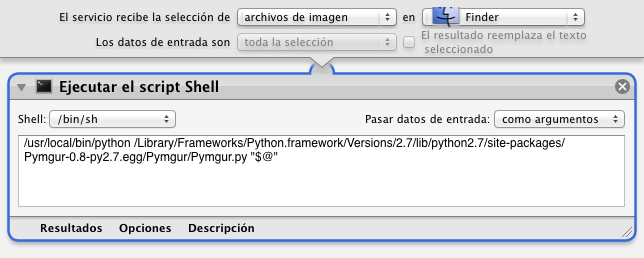 El servicio recibe la selección de archivos de imagen en Finder
Los datos de entrada son toda la selección El resultado reemplaza el texto
seleccionado
Ejecutar el script Shell
Shell: /bin/sh Pasar datos de entrada: como argumentos
/usr/local/bin/python /Library/Frameworks/Python.framework/Versions/2.7/lib/python2.7/site-packages/
Pymgur-0.8-py2.7.egg/Pymgur/Pymgur.py "$@"
Resultados Opciones Descripción